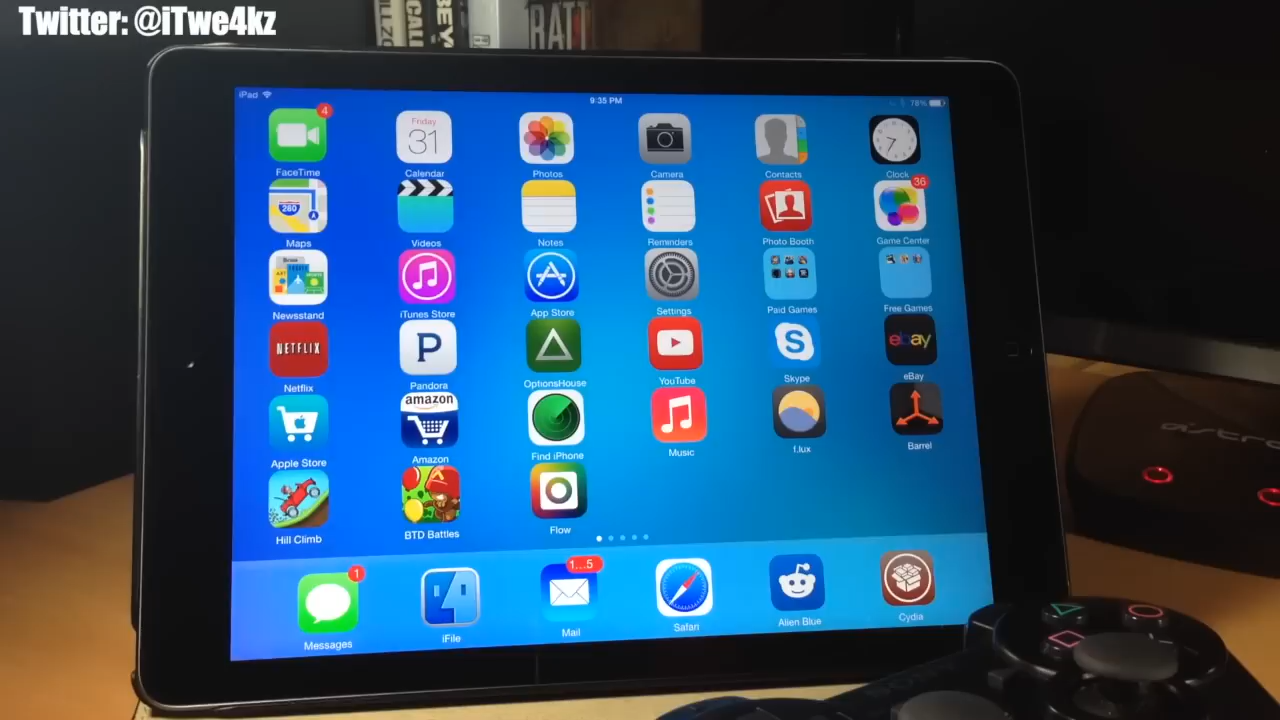 Twitter: @iTwe4kz
BATT
iPad
9:35 PM
78%
4
Friday
31
FaceTime
Calendar
Photos
Camera
Contacts
Clock
280
36
Maps
Videos
Notes
Reminders
Photo Booth
Game Center
Newsstand
iTunes Store
App Store
Settings
Paid Games
Free Games
NETFLIX
P
S
ebay
Netflix
Pandora
OptionsHouse
YouTube
Skype
eBay
amazon
Apple Store
Amazon
Find iPhone
Music
f.lux
Barrel
Hill Climb
BTD Battles
Flow
1
1...5
Messages
iFile
Mail
Safari
Alien Blue
Cydia